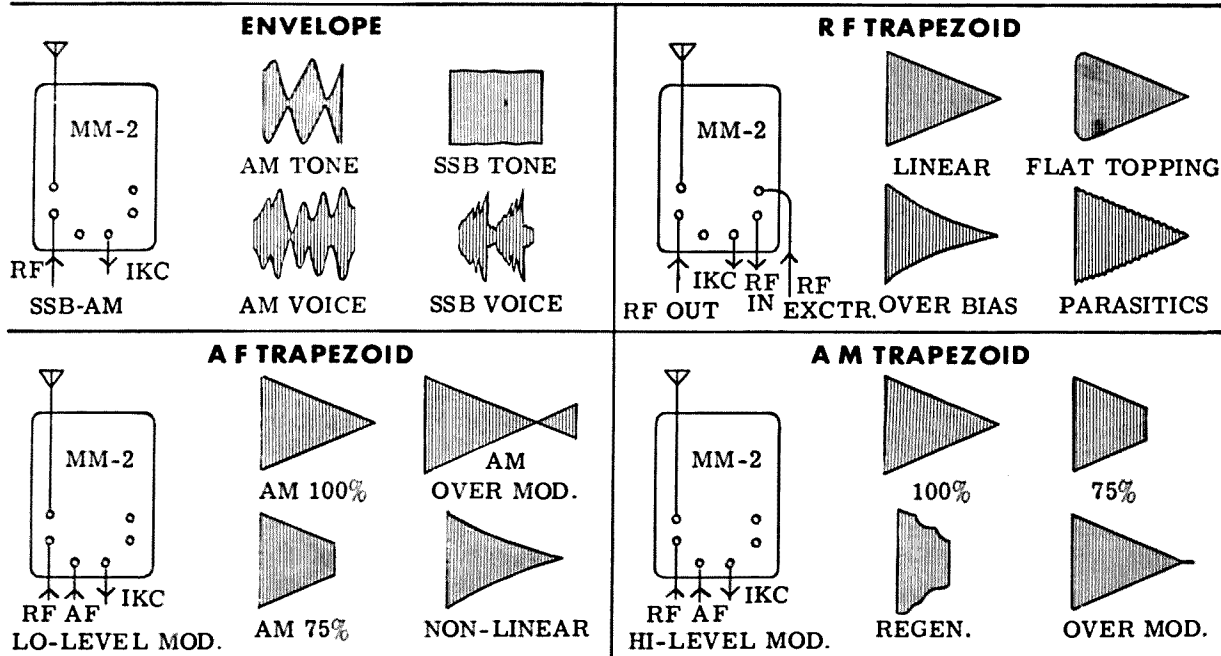 ENVELOPE
MM-2
AM TONE
SSB TONE
RF
IKC
SSB-AM
AM VOICE
SSB VOICE
RF TRAPEZOID
MM-2
LINEAR
FLAT TOPPING
IKC
RF
IN
RF
EXCTR.
RF OUT
OVER BIAS
PARASITICS
AF TRAPEZOID
MM-2
AM 100%
AM
OVER MOD.
RF
AF
IKC
LO-LEVEL MOD.
AM 75%
NON-LINEAR
AM TRAPEZOID
MM-2
100%
75%
RF
AF
IKC
HI-LEVEL MOD.
REGEN.
OVER MOD.